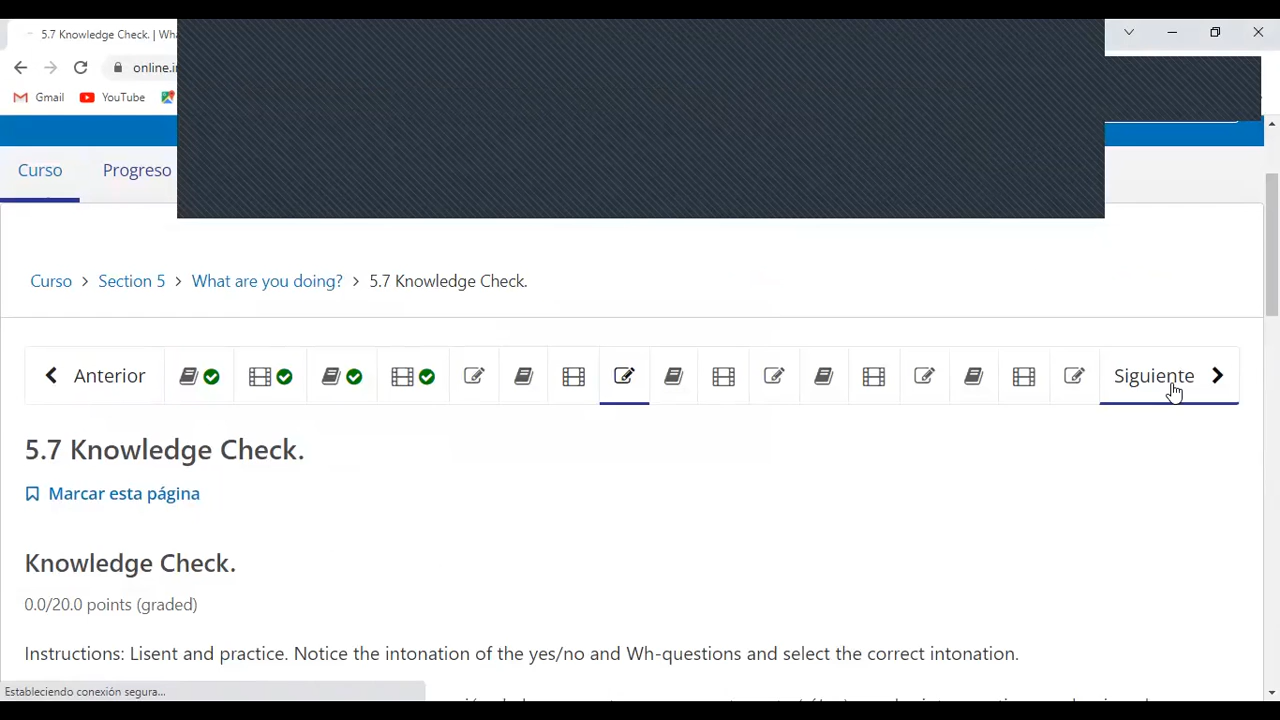 5.7 Knowledge Check. | Wha
online.i
Gmail YouTube
Curso Progreso
Curso > Section 5 > What are you doing? > 5.7 Knowledge Check.
Anterior Siguiente
5.7 Knowledge Check.
Marcar esta página
Knowledge Check.
0.0/20.0 points (graded)
Instructions: Lisent and practice. Notice the intonation of the yes/no and Wh-questions and select the correct intonation.
Estableciendo conexión segura...